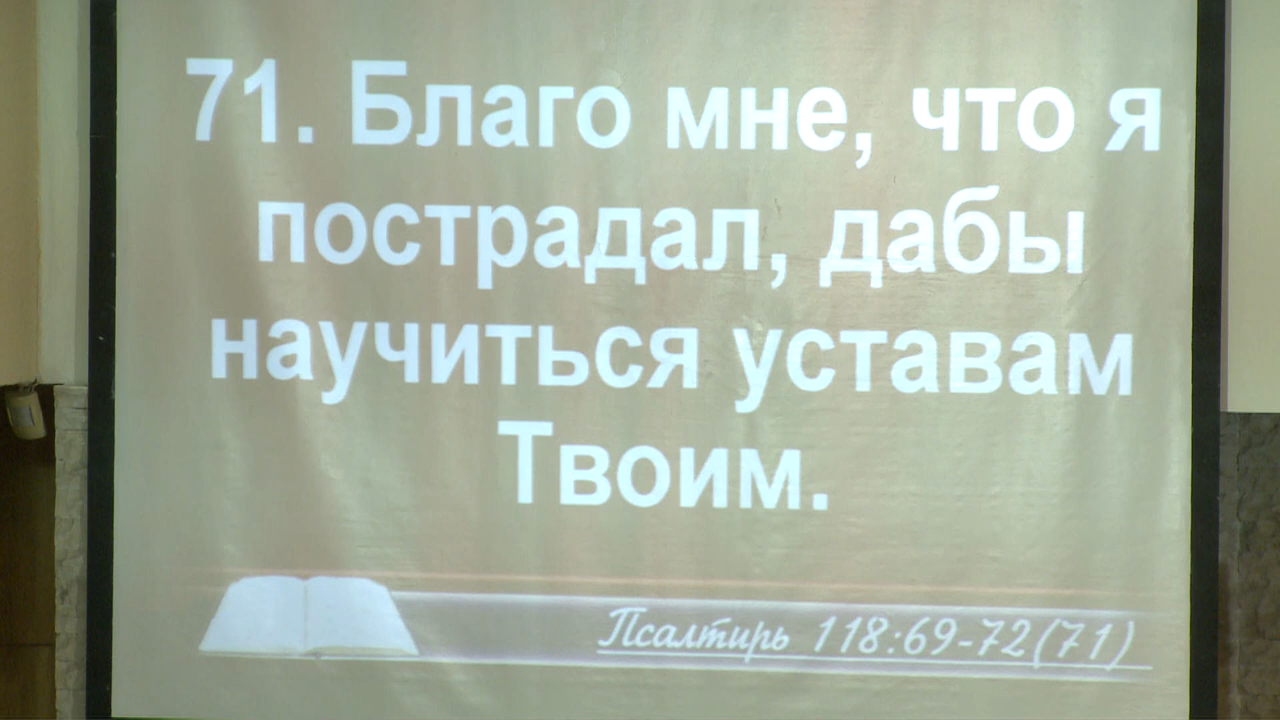 71. Благо мне, что я
пострадал, дабы
научиться уставам
Твоим.
Псалтирь 118:69-72(71)